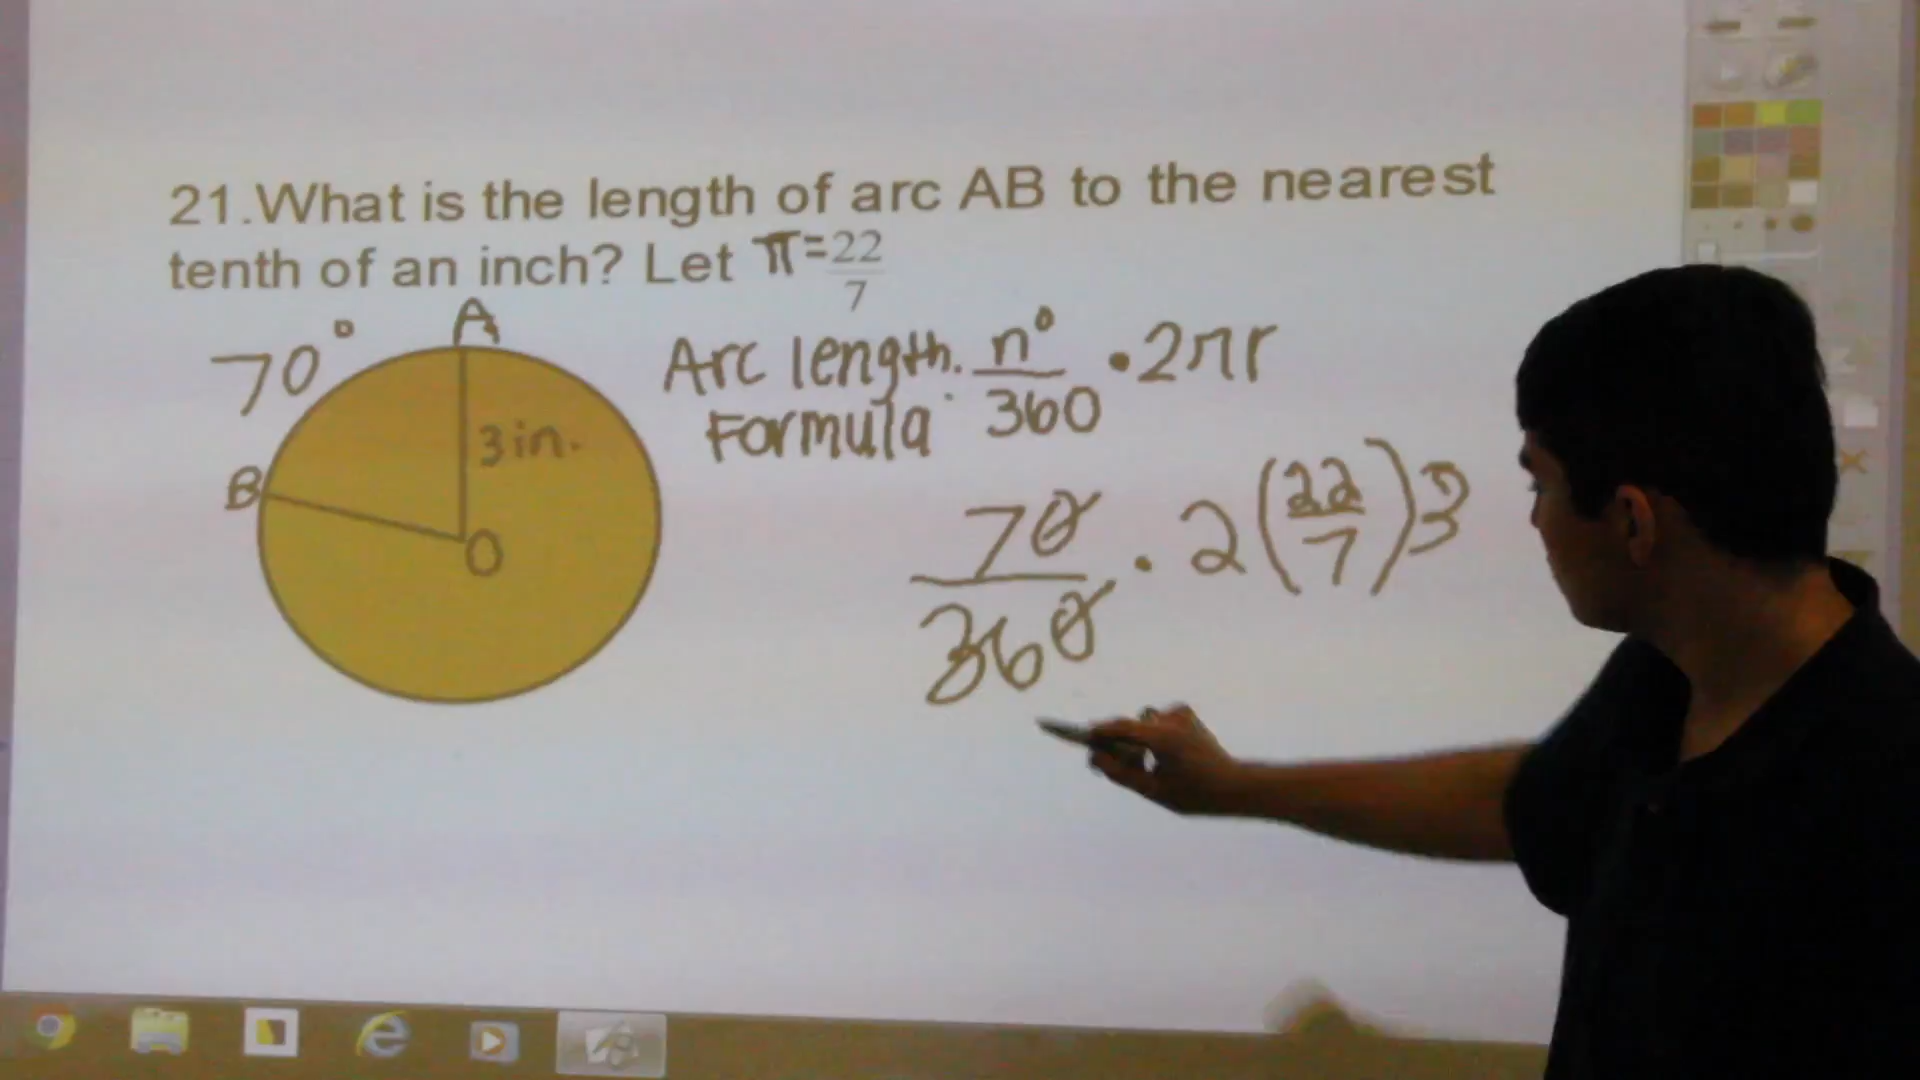 21.What is the length of arc AB to the nearest
tenth of an inch? Let π=22/7
70°
A
B
3in.
O
Arc length. n°/360 • 2πr
Formula
70/360 • 2(22/7)3